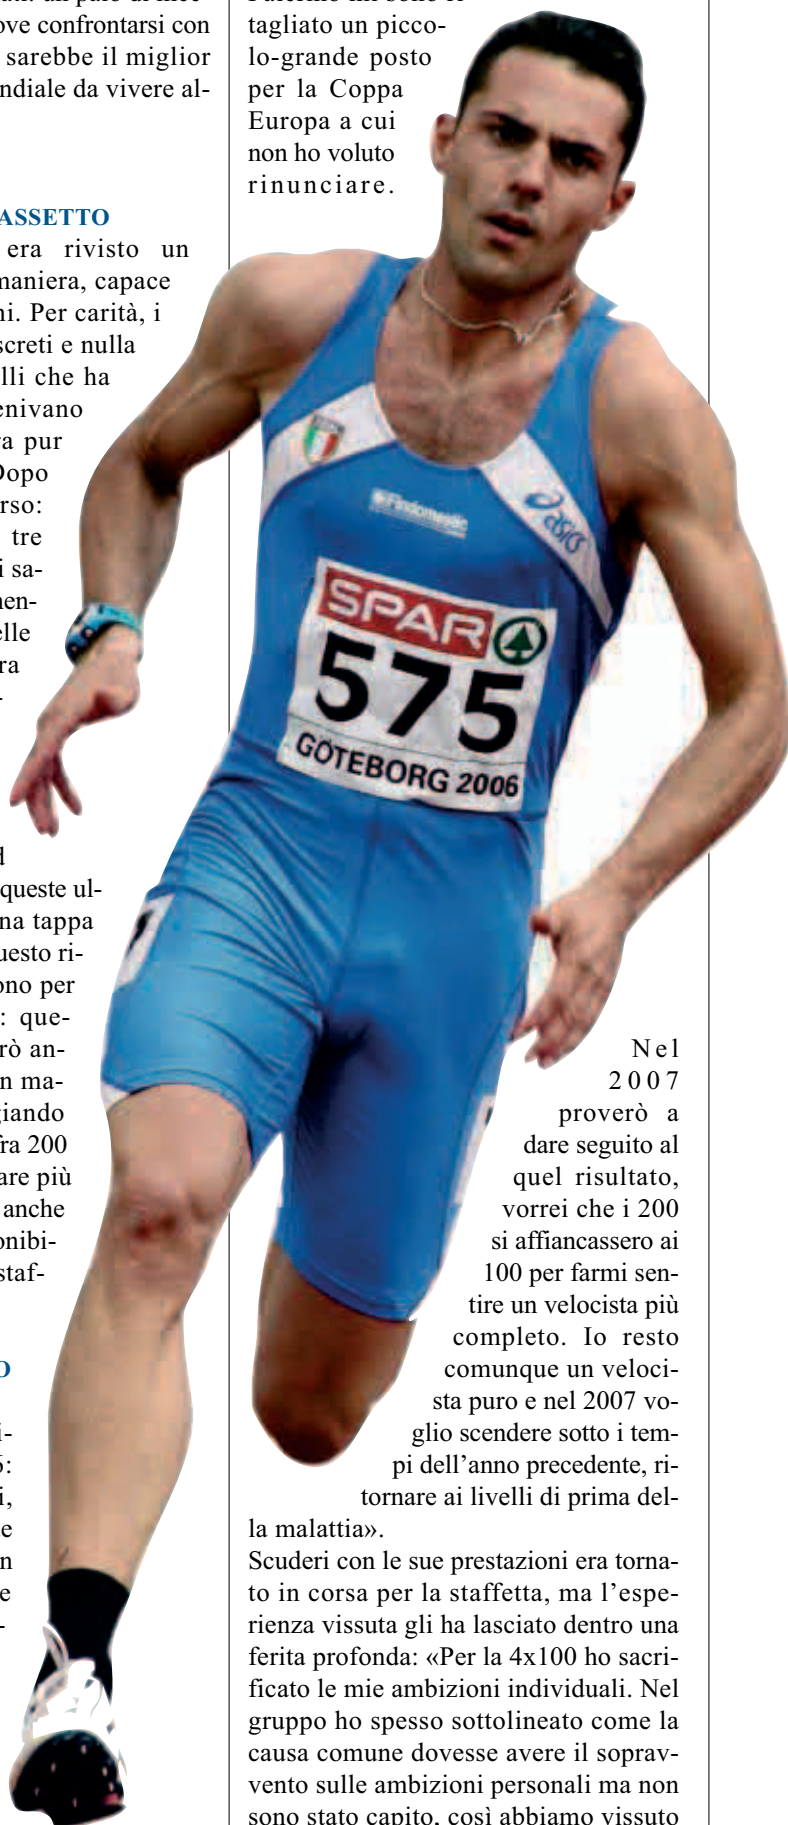 ove confrontarsi con
sarebbe il miglior
ndiale da vivere al-
ASSETTO
era rivisto un
maniera, capace
ni. Per carità, i
screti e nulla
elli che ha
enivano
a pur
Dopo
rso:
tre
i sa-
men-
elle
ra
-
d
queste ul-
na tappa
uesto ri-
ono per
: que-
rò an-
n ma-
giando
fra 200
are più
anche
onibi-
staf-
O
i-
6:
i,
e
n
e
-
tagliato un picco-
lo-grande posto
per la Coppa
Europa a cui
non ho voluto
rinunciare.
Findomestic
asics
SPAR
575
GÖTEBORG 2006
Nel
2007
proverò a
dare seguito al
quel risultato,
vorrei che i 200
si affiancassero ai
100 per farmi sen-
tire un velocista più
completo. Io resto
comunque un veloci-
sta puro e nel 2007 vo-
glio scendere sotto i tem-
pi dell'anno precedente, ri-
tornare ai livelli di prima del-
la malattia».
Scuderi con le sue prestazioni era torna-
to in corsa per la staffetta, ma l'espe-
rienza vissuta gli ha lasciato dentro una
ferita profonda: «Per la 4x100 ho sacri-
ficato le mie ambizioni individuali. Nel
gruppo ho spesso sottolineato come la
causa comune dovesse avere il soprav-
vento sulle ambizioni personali ma non
sono stato capito, così abbiamo vissuto